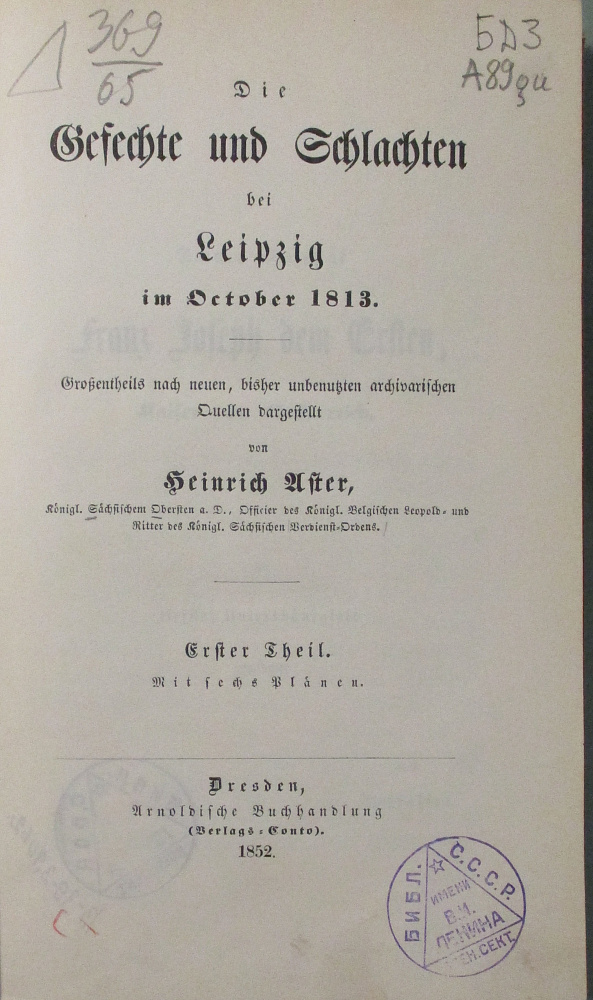 369
65
БДЗ
А89ди
Die
Gefechte und Schlachten
bei
Leipzig
im October 1813.
Großentheils nach neuen, bisher unbenutzten archivarischen
Quellen dargestellt
von
Heinrich Aster,
Königl. Sächsischem Obersten a. D., Officier des Königl. Belgischen Leopold- und
Ritter des Königl. Sächsischen Verdienst-Ordens.
Erster Theil.
Mit sechs Plänen.
Dresden,
Arnoldische Buchhandlung
(Verlags-Conto).
1852.
БИБЛ.
С.С.С.Р.
ИМЕНИ
В.И.
ЛЕНИНА